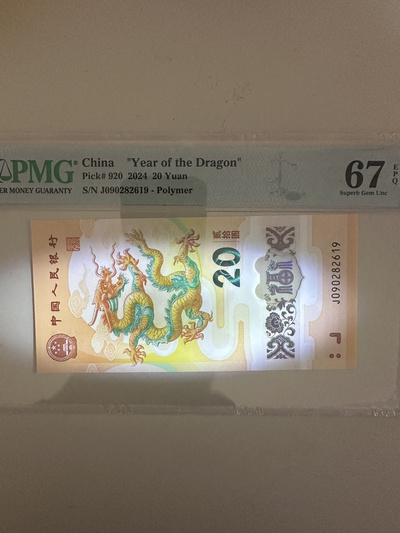 PMG
ER MONEY GUARANTY
China "Year of the Dragon"
Pick# 920 2024 20 Yuan
S/N J090282619 - Polymer
67
EPQ
Superb Gem Unc
中国人民银行
贰拾圆
20
J090282619